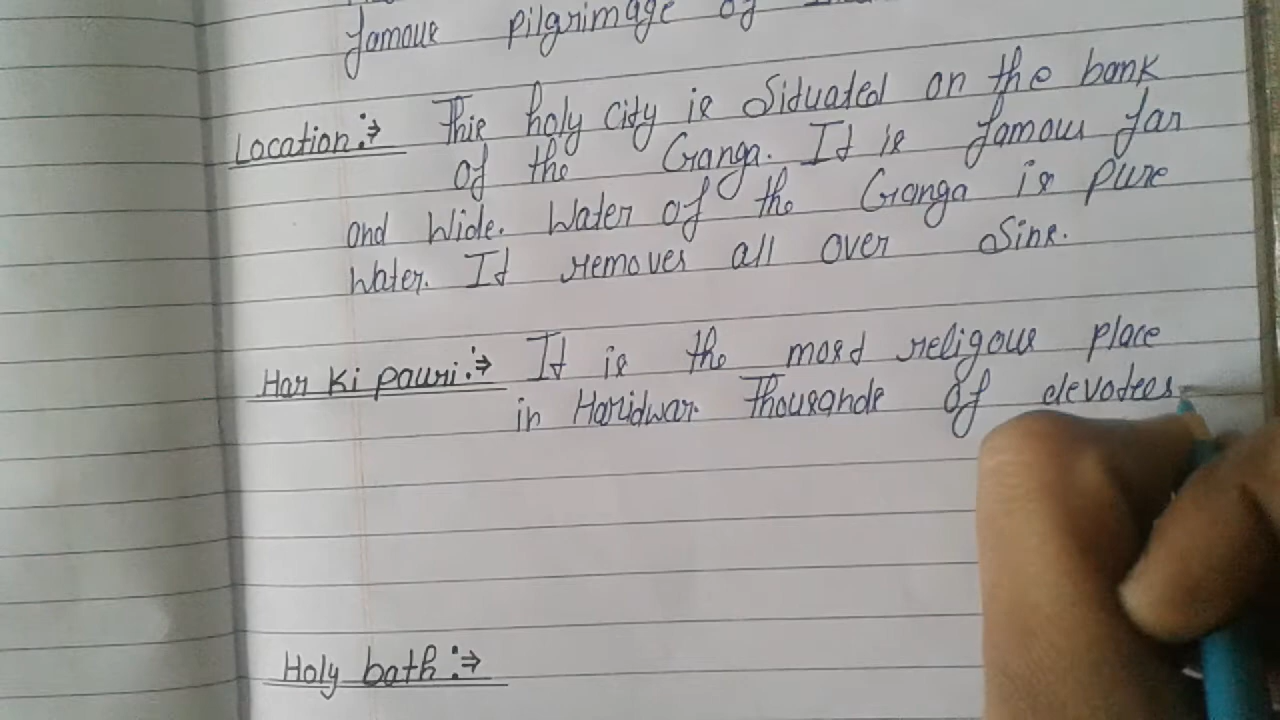 famous pilgrimage of
Location :⇒ This holy City is Situated on the bank
of the Ganga. It is famous far
and Wide. Water of the Ganga is pure
Water. It removes all over Sins.
Har Ki pauri :⇒ It is the most religous place
in Haridwar. Thousands of devotees
Holy bath :⇒